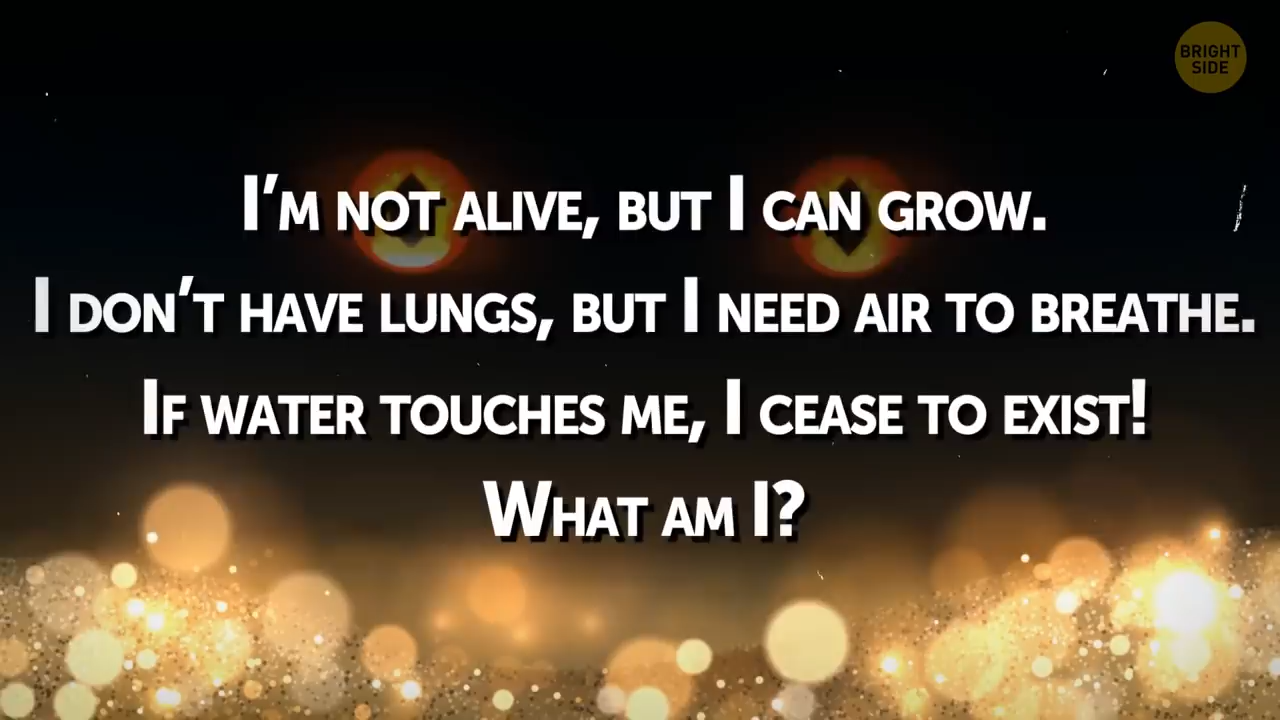 BRIGHT
SIDE
I'M NOT ALIVE, BUT I CAN GROW.
I DON'T HAVE LUNGS, BUT I NEED AIR TO BREATHE.
IF WATER TOUCHES ME, I CEASE TO EXIST!
WHAT AM I?